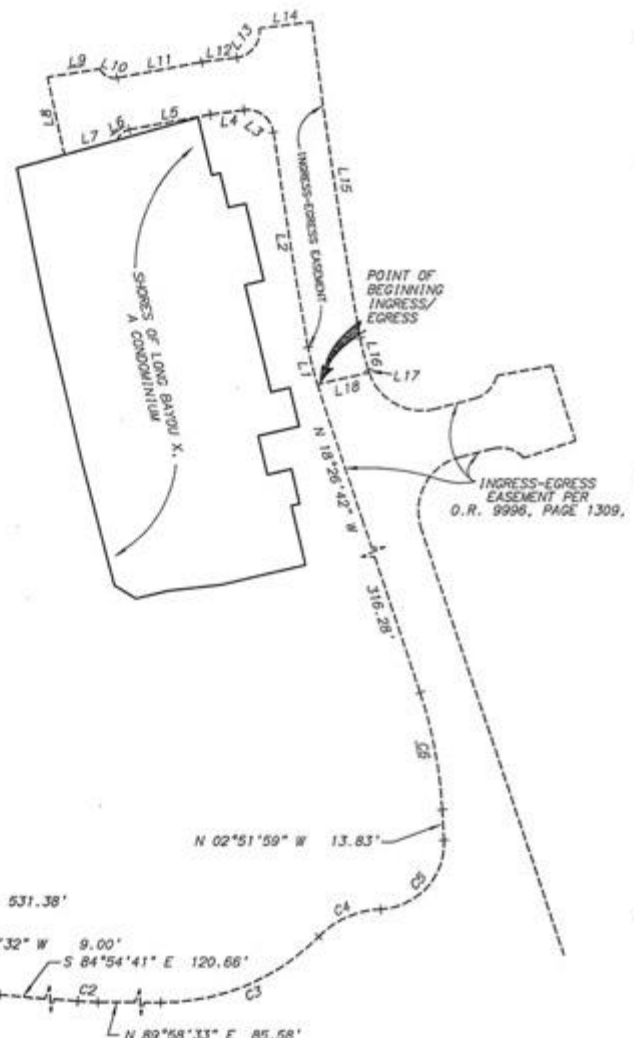 L14
L13
L12
L11
L10
L9
L8
L7
L6
L5
L4
L3
L2
INGRESS-EGRESS EASEMENT
L15
SHORES OF LONG BAYOU X,
A CONDOMINIUM
POINT OF
BEGINNING
INGRESS/
EGRESS
L1
L16
L17
L18
N 18°26'42" W
316.28'
INGRESS-EGRESS
EASEMENT PER
O.R. 9996, PAGE 1309,
C6
N 02°51'59" W 13.83'
C5
C4
C3
531.38'
'32" W 9.00'
S 84°54'41" E 120.66'
C2
N 89°58'33" E 85.58'